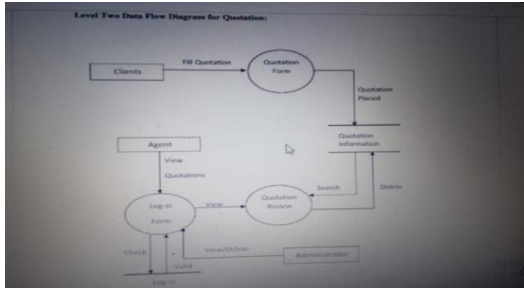 Level Two Data Flow Diagram for Quotation:
Clients
Fill Quotation
Quotation
Form
Quotation
Placed
Quotation
Information
Agent
View
Quotations
Search
Delete
Log-in
Form
View
Quotation
Review
Check
Valid
View/Delete
Administrator
Log in